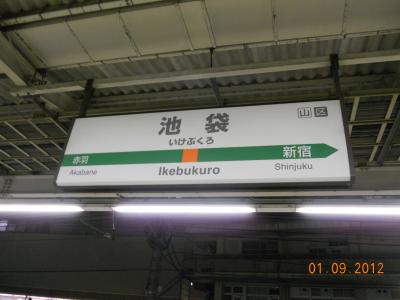 山 区
池袋
いけぶくろ
赤羽
新宿
Akabane
Ikebukuro
Shinjuku
01.09.2012